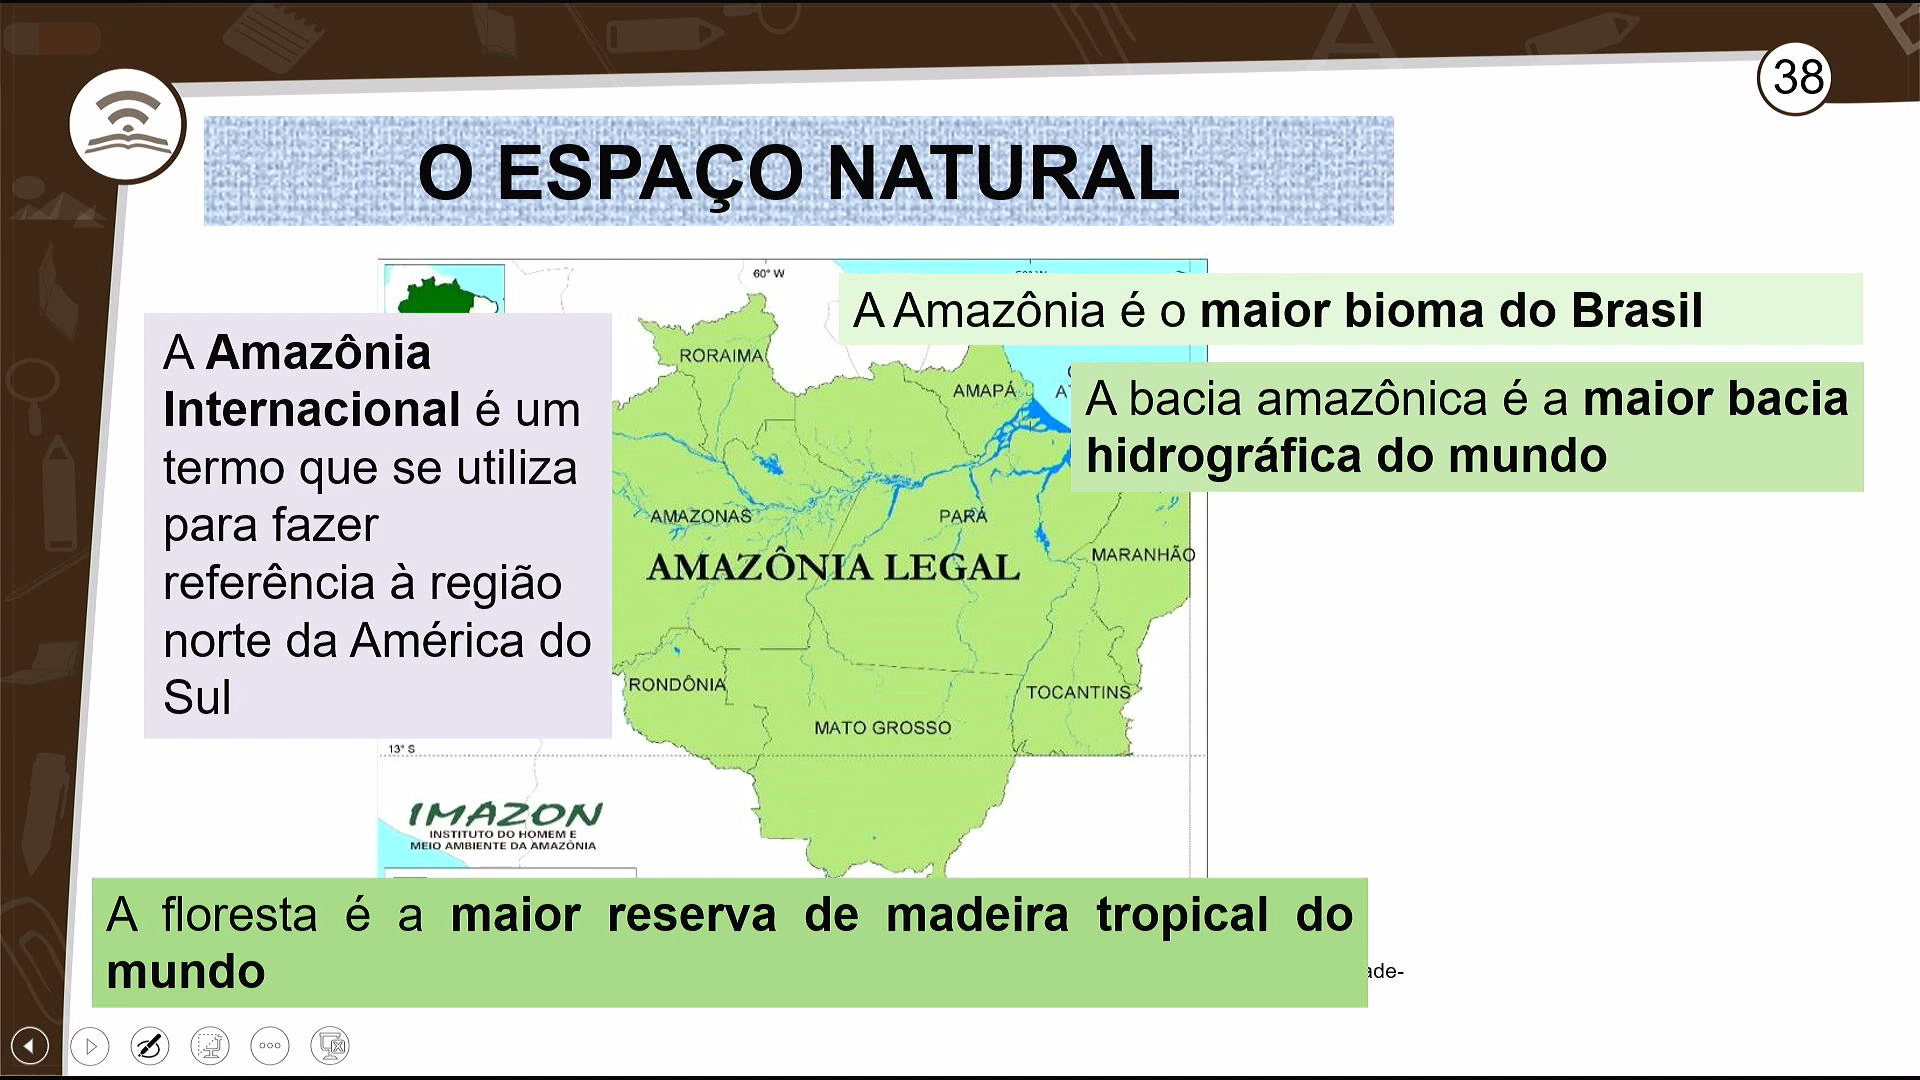 38
O ESPAÇO NATURAL
60° W
A Amazônia é o maior bioma do Brasil
A Amazônia
Internacional é um
termo que se utiliza
para fazer
referência à região
norte da América do
Sul
RORAIMA
AMAPÁ
A bacia amazônica é a maior bacia
hidrográfica do mundo
AMAZONAS
PARÁ
MARANHÃO
AMAZÔNIA LEGAL
RONDÔNIA
TOCANTINS
MATO GROSSO
13° S
IMAZON
INSTITUTO DO HOMEM E
MEIO AMBIENTE DA AMAZÔNIA
A floresta é a maior reserva de madeira tropical do
mundo